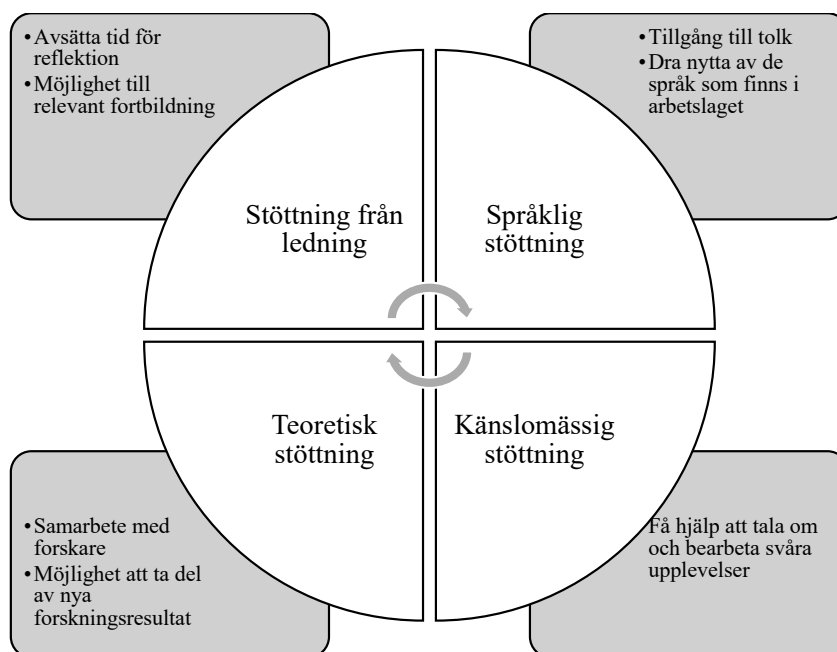 •Avsätta tid för
reflektion
•Möjlighet till
relevant fortbildning
•Tillgång till tolk
•Dra nytta av de
språk som finns i
arbetslaget
Stöttning från
ledning
Språklig
stöttning
Teoretisk
stöttning
Känslomässig
stöttning
•Samarbete med
forskare
•Möjlighet att ta del
av nya
forskningsresultat
Få hjälp att tala om
och bearbeta svåra
upplevelser